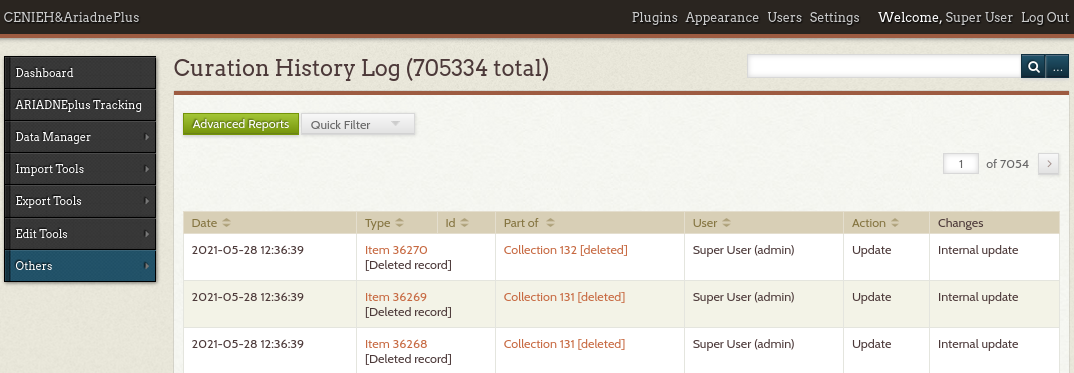 CENIEH&AriadnePlus Plugins Appearance Users Settings Welcome, Super User Log Out
Dashboard
ARIADNEplus Tracking
Data Manager
Import Tools
Export Tools
Edit Tools
Others
Curation History Log (705334 total)
...
Advanced Reports Quick Filter
1 of 7054
Date Type Id Part of User Action Changes
2021-05-28 12:36:39 Item 36270 Collection 132 [deleted] Super User (admin) Update Internal update
[Deleted record]
2021-05-28 12:36:39 Item 36269 Collection 131 [deleted] Super User (admin) Update Internal update
[Deleted record]
2021-05-28 12:36:39 Item 36268 Collection 131 [deleted] Super User (admin) Update Internal update
[Deleted record]